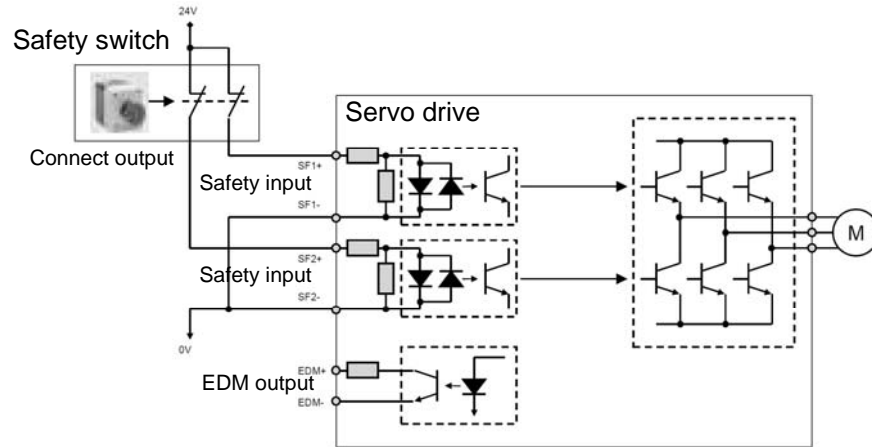 24V
Safety switch
Servo drive
Connect output
SF1+
Safety input
SF1-
SF2+
Safety input
SF2-
M
0V
EDM+
EDM output
EDM-